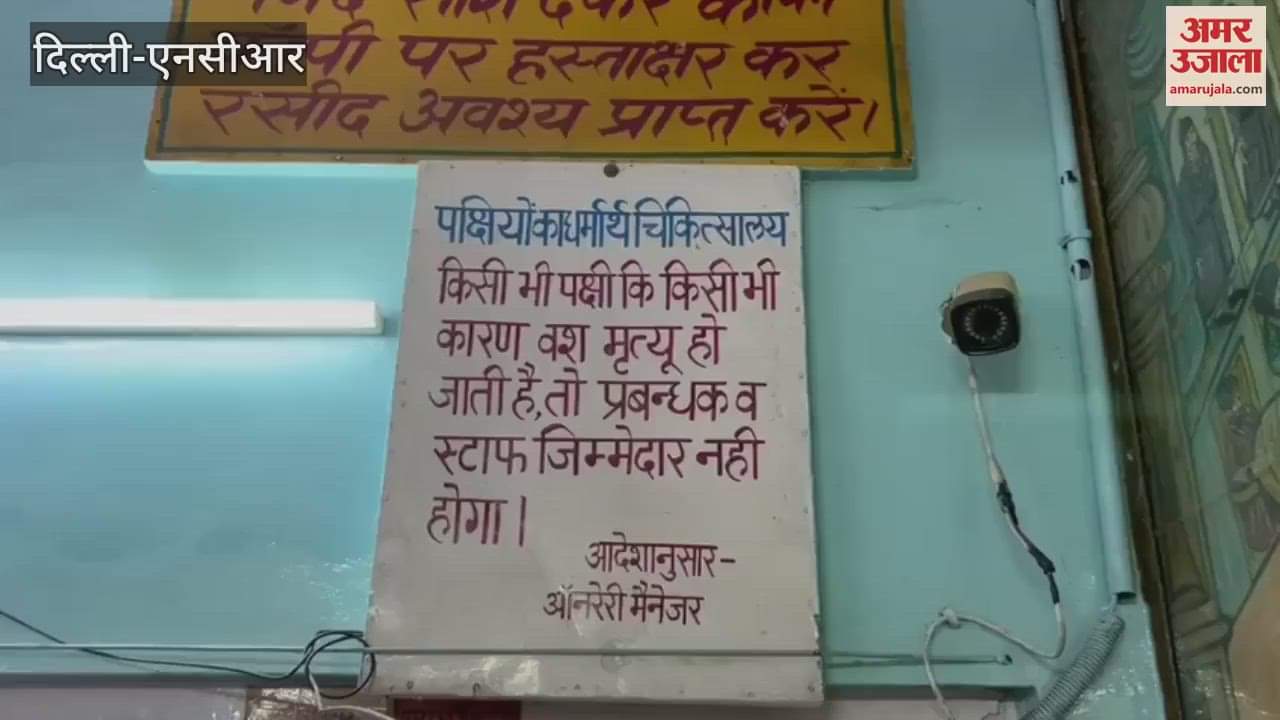 दिल्ली-एनसीआर
अमर
उजाला
amarujala.com
पर हस्ताक्षर कर
रसीद अवश्य प्राप्त करें।
पक्षियों का धर्मार्थ चिकित्सालय
किसी भी पक्षी कि किसी भी
कारण वश मृत्यू हो
जाती है, तो प्रबन्धक व
स्टाफ जिम्मेदार नही
होगा।
आदेशानुसार-
ऑनरेरी मैनेजर